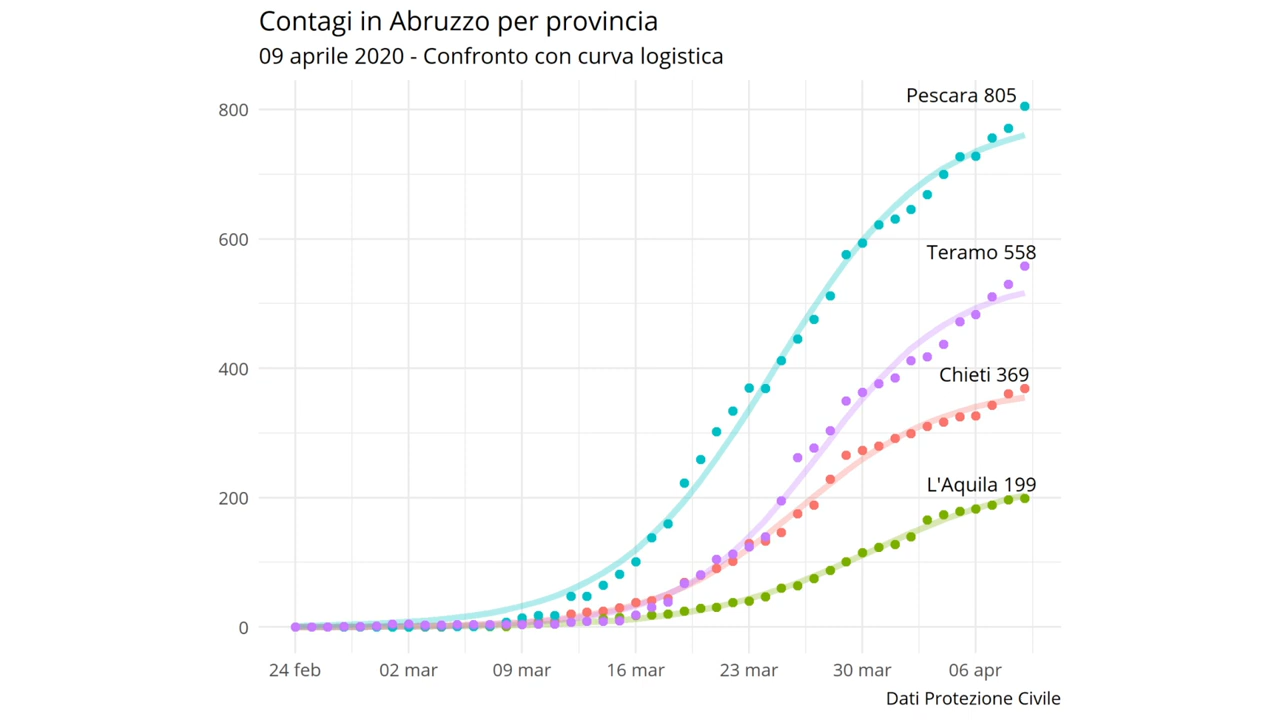 Contagi in Abruzzo per provincia
09 aprile 2020 - Confronto con curva logistica
Pescara 805
800
Teramo 558
600
Chieti 369
400
L'Aquila 199
200
0
24 feb 02 mar 09 mar 16 mar 23 mar 30 mar 06 apr
Dati Protezione Civile